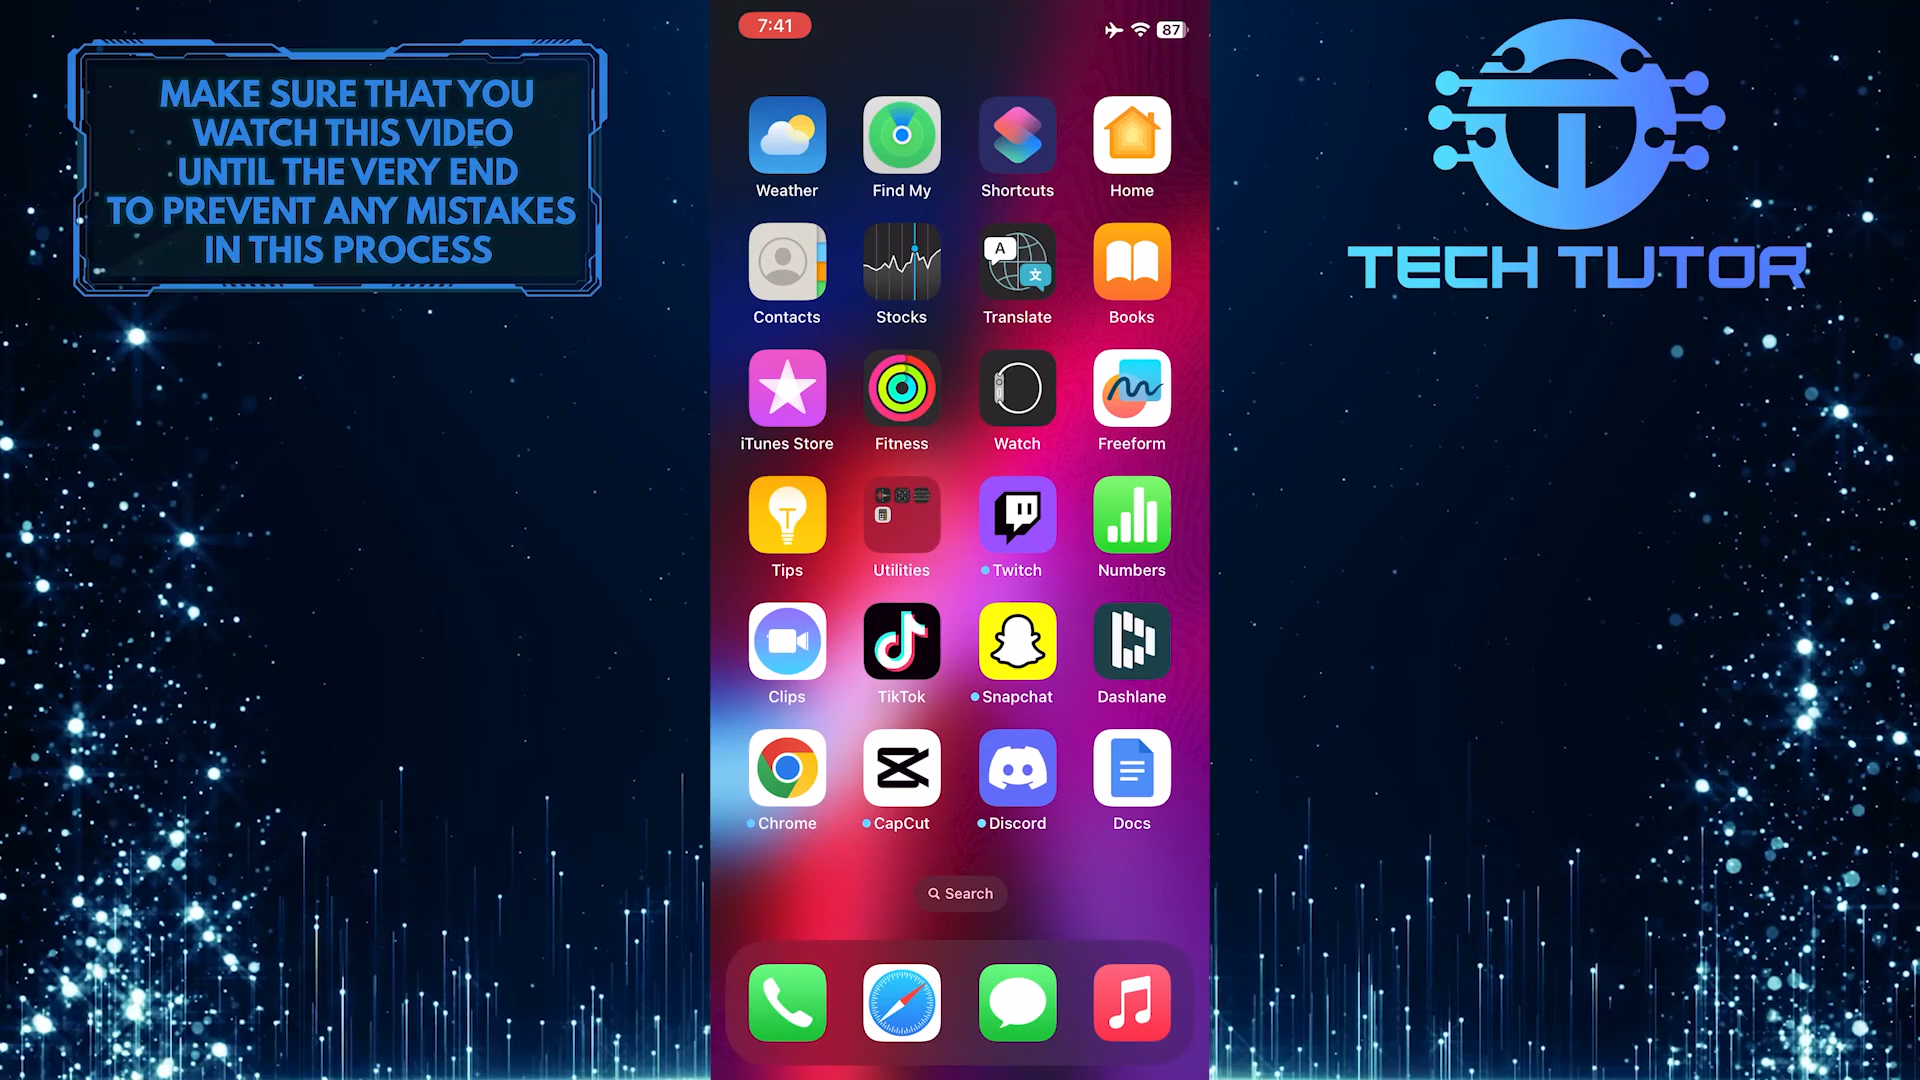 MAKE SURE THAT YOU
WATCH THIS VIDEO
UNTIL THE VERY END
TO PREVENT ANY MISTAKES
IN THIS PROCESS
7:41
87
TECH TUTOR
Weather
Find My
Shortcuts
Home
A
文
Contacts
Stocks
Translate
Books
iTunes Store
Fitness
Watch
Freeform
Tips
Utilities
Twitch
Numbers
Clips
TikTok
Snapchat
Dashlane
Chrome
CapCut
Discord
Docs
Search